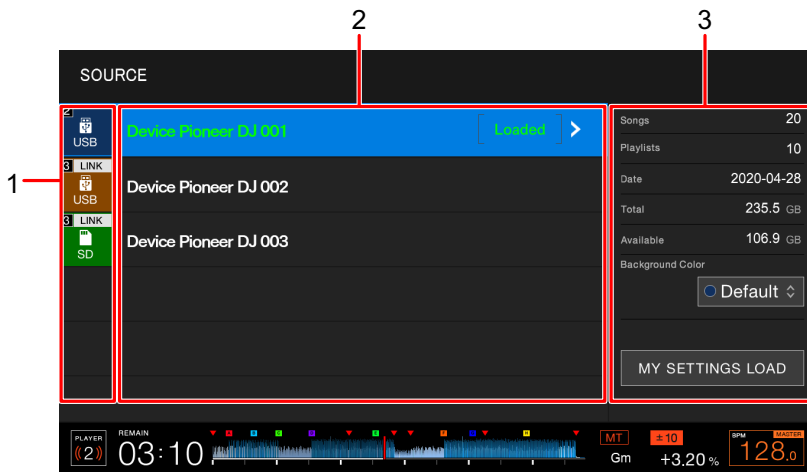 2
3
SOURCE
2
USB
Device Pioneer DJ 001
Loaded
1
3 LINK
USB
Device Pioneer DJ 002
3 LINK
SD
Device Pioneer DJ 003
Songs 20
Playlists 10
Date 2020-04-28
Total 235.5 GB
Available 106.9 GB
Background Color
Default
MY SETTINGS LOAD
PLAYER
2
REMAIN
03:10
A
B
C
D
E
F
G
H
MT
Gm
±10
+3.20 %
BPM MASTER
128.0